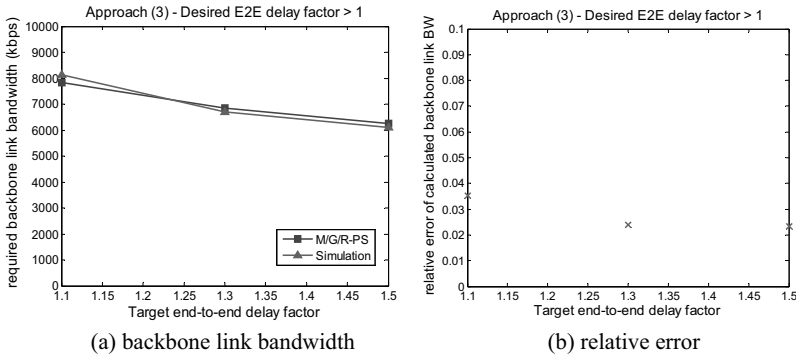 Approach (3) - Desired E2E delay factor > 1
required backbone link bandwidth (kbps)
10000
9000
8000
7000
6000
5000
4000
3000
2000
1000
0
M/G/R-PS
Simulation
1.1 1.15 1.2 1.25 1.3 1.35 1.4 1.45 1.5
Target end-to-end delay factor
(a) backbone link bandwidth
Approach (3) - Desired E2E delay factor > 1
relative error of calculated backbone link BW
0.1
0.09
0.08
0.07
0.06
0.05
0.04
0.03
0.02
0.01
0
1.1 1.15 1.2 1.25 1.3 1.35 1.4 1.45 1.5
Target end-to-end delay factor
(b) relative error